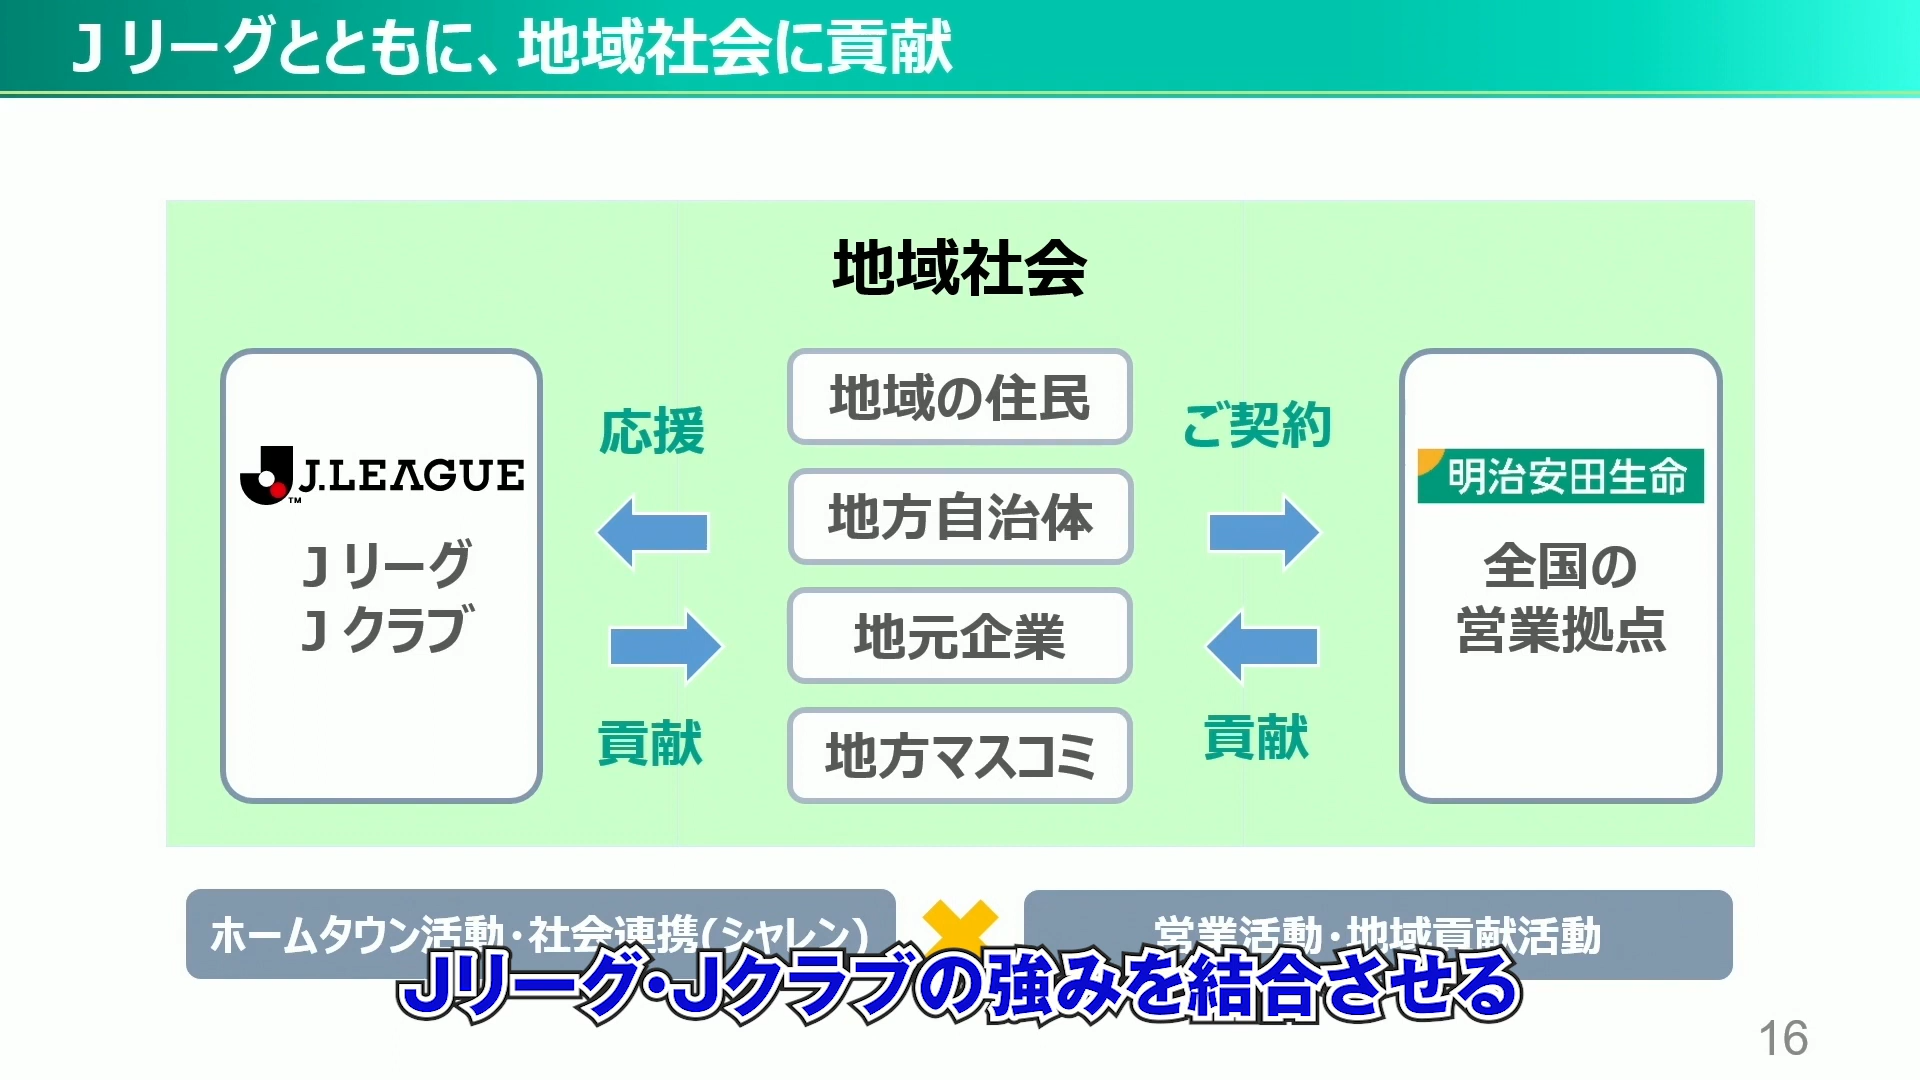 Jリーグとともに、地域社会に貢献
地域社会
J.LEAGUE
TM
Jリーグ
Jクラブ
応援
貢献
地域の住民
地方自治体
地元企業
地方マスコミ
ご契約
貢献
明治安田生命
全国の
営業拠点
ホームタウン活動・社会連携(シャレン)
営業活動・地域貢献活動
Jリーグ・Jクラブの強みを結合させる
16